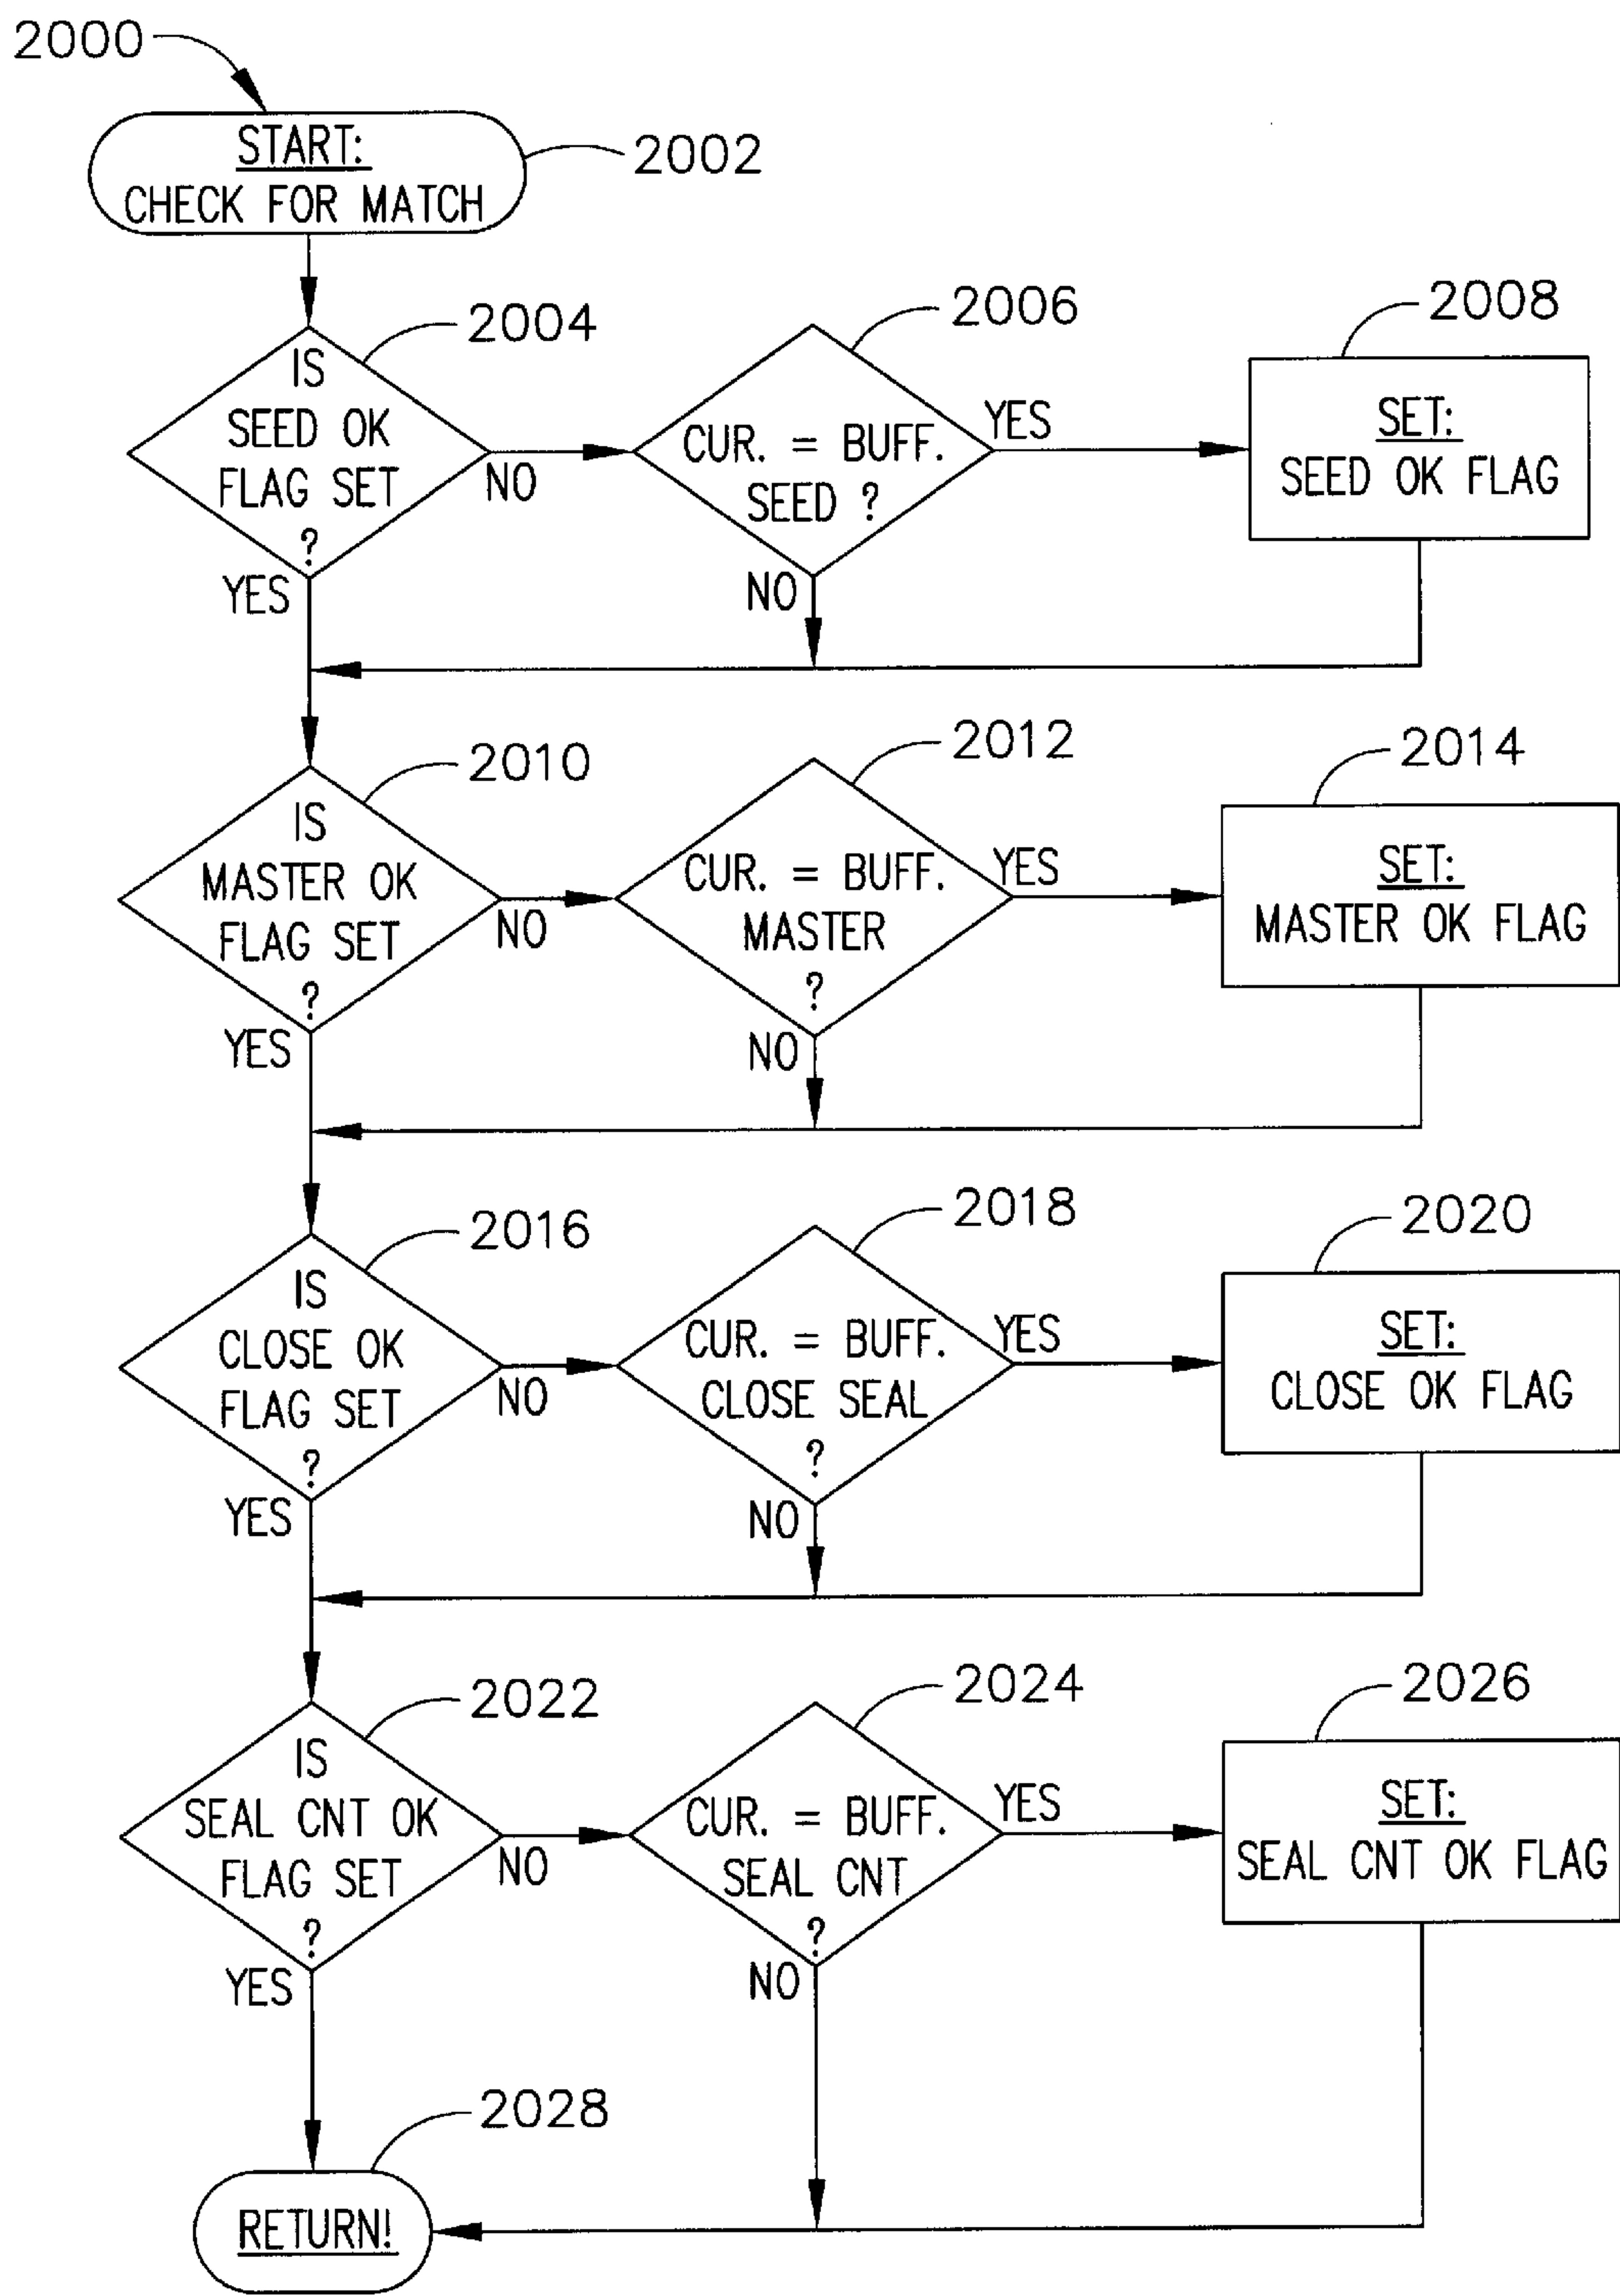 2000
START:
CHECK FOR MATCH
2002
2004
IS
SEED OK
FLAG SET
?
NO
YES
2006
CUR. = BUFF.
SEED ?
YES
NO
2008
SET:
SEED OK FLAG
2010
IS
MASTER OK
FLAG SET
?
NO
YES
2012
CUR. = BUFF.
MASTER
?
YES
NO
2014
SET:
MASTER OK FLAG
2016
IS
CLOSE OK
FLAG SET
?
NO
YES
2018
CUR. = BUFF.
CLOSE SEAL
?
YES
NO
2020
SET:
CLOSE OK FLAG
2022
IS
SEAL CNT OK
FLAG SET
?
NO
YES
2024
CUR. = BUFF.
SEAL CNT
?
YES
NO
2026
SET:
SEAL CNT OK FLAG
2028
RETURN!